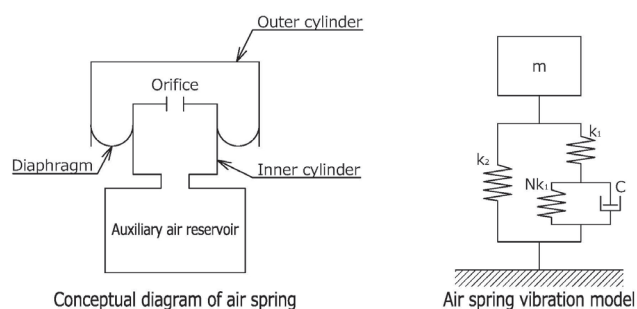 Outer cylinder
Orifice
Diaphragm
Inner cylinder
Auxiliary air reservoir
Conceptual diagram of air spring
m
k₁
k₂
Nk₁
C
Air spring vibration model